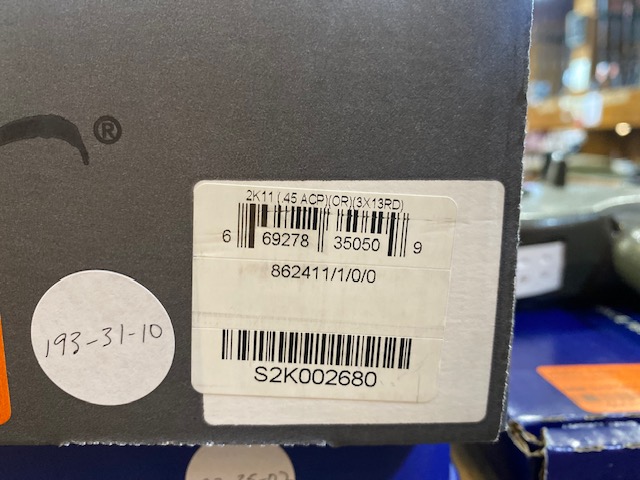 ®
2K11 (.45 ACP)(OR)(3X13RD)
6 69278 35050 9
862411/1/0/0
193-31-10
S2K002680